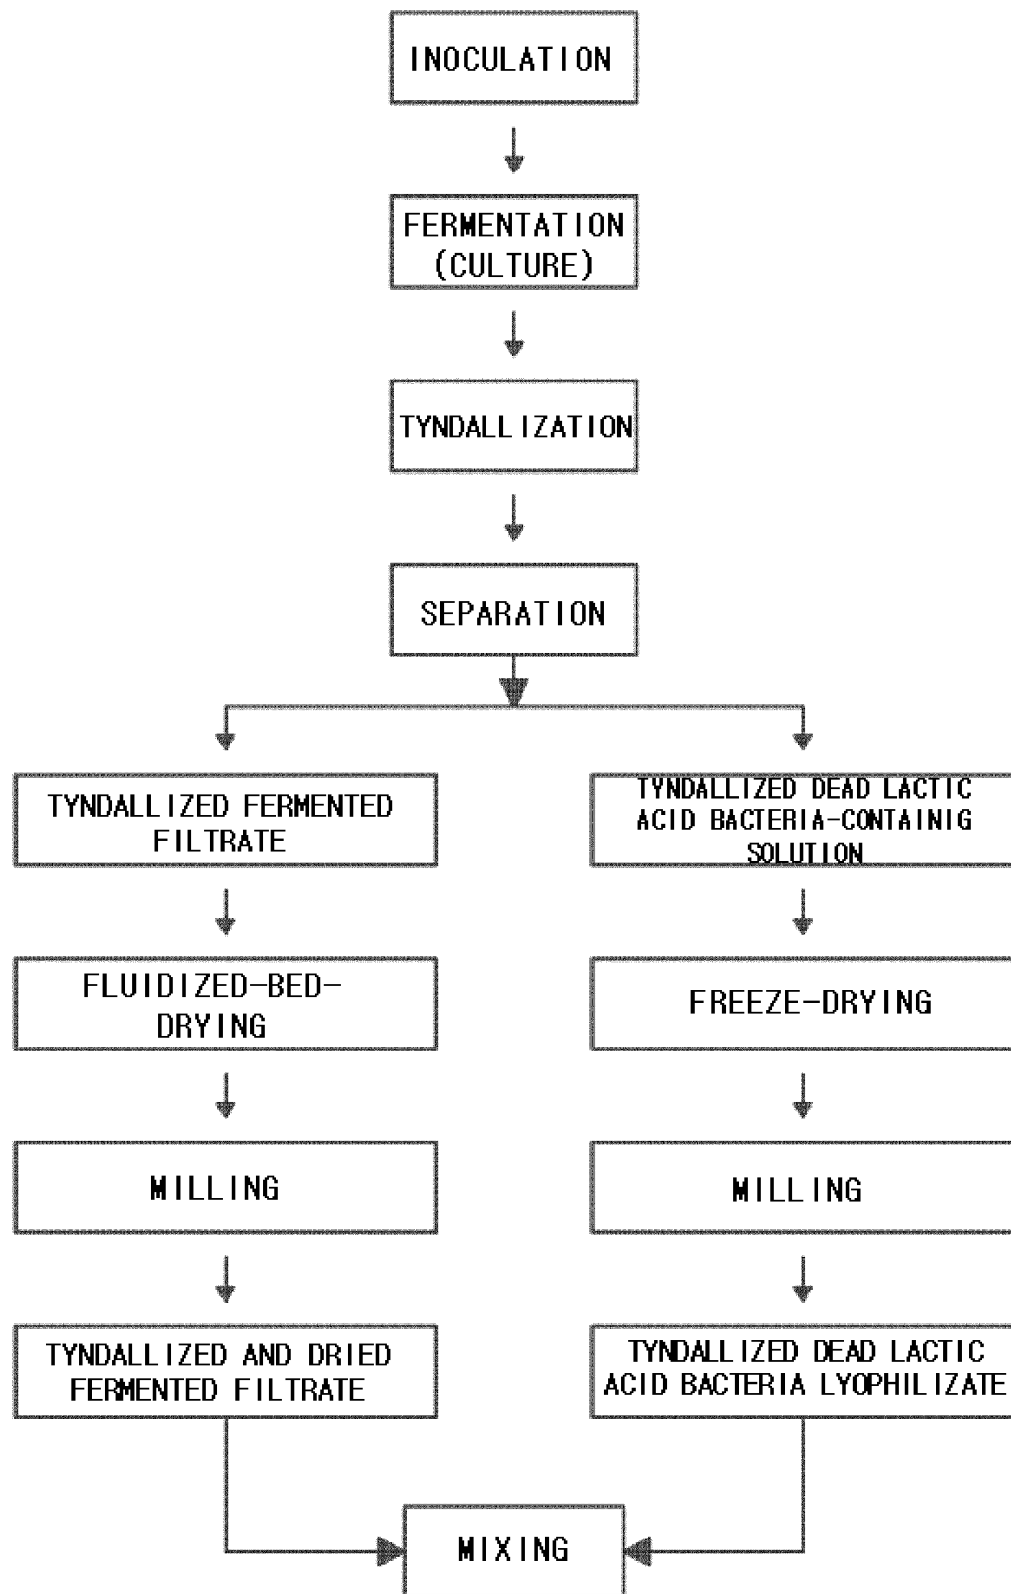 INOCULATION
FERMENTATION
(CULTURE)
TYNDALLIZATION
SEPARATION
TYNDALLIZED FERMENTED
FILTRATE
TYNDALLIZED DEAD LACTIC
ACID BACTERIA-CONTAINIG
SOLUTION
FLUIDIZED-BED-
DRYING
FREEZE-DRYING
MILLING
MILLING
TYNDALLIZED AND DRIED
FERMENTED FILTRATE
TYNDALLIZED DEAD LACTIC
ACID BACTERIA LYOPHILIZATE
MIXING